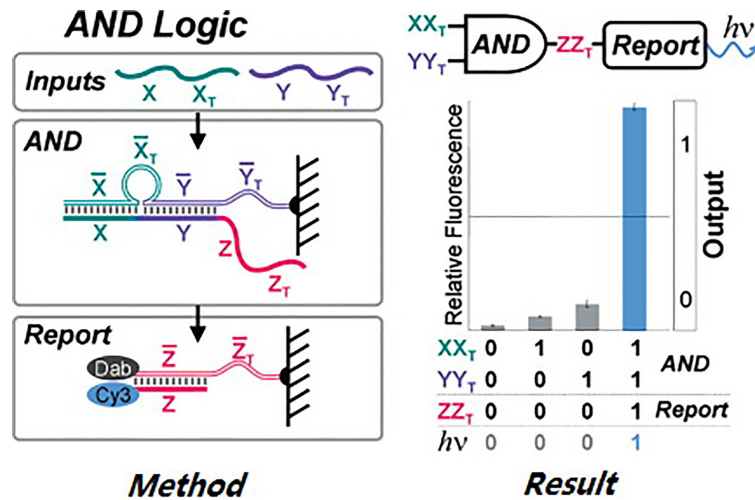 AND Logic
Inputs
X X_T Y Y_T
AND
X̅_T
X̅ Y̅ Y̅_T
X Y
Z
Z_T
Report
Dab Z̅ Z̅_T
Cy3
Z
Method
XX_T
YY_T
AND
ZZ_T
Report
hν
Relative Fluorescence
1
0
Output
XX_T 0 1 0 1
YY_T 0 0 1 1
AND
ZZ_T 0 0 0 1 Report
hν 0 0 0 1
Result